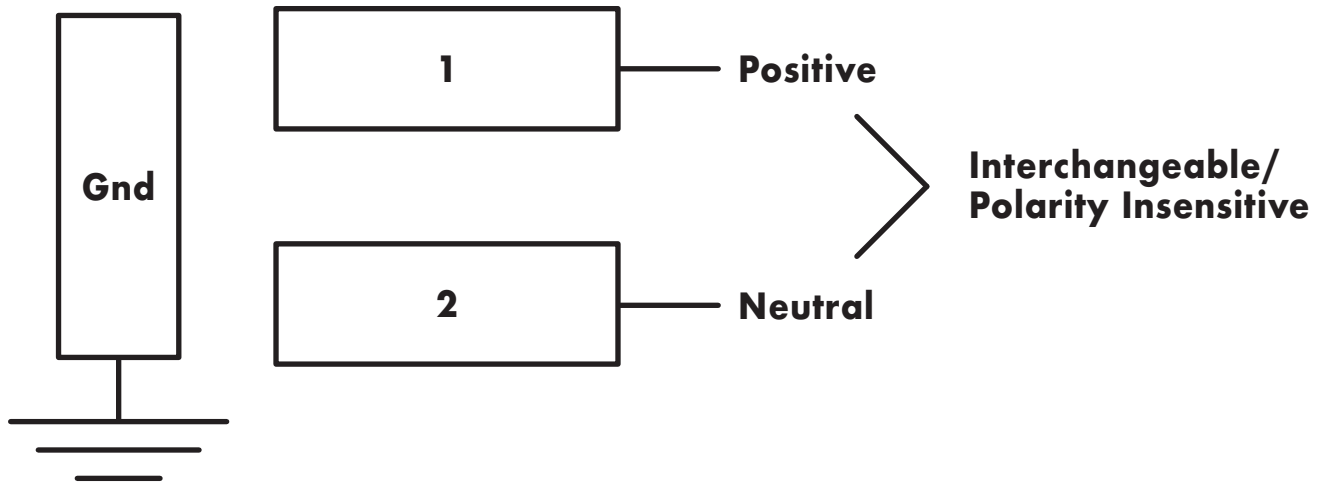 1
Positive
Gnd
Interchangeable/
Polarity Insensitive
2
Neutral